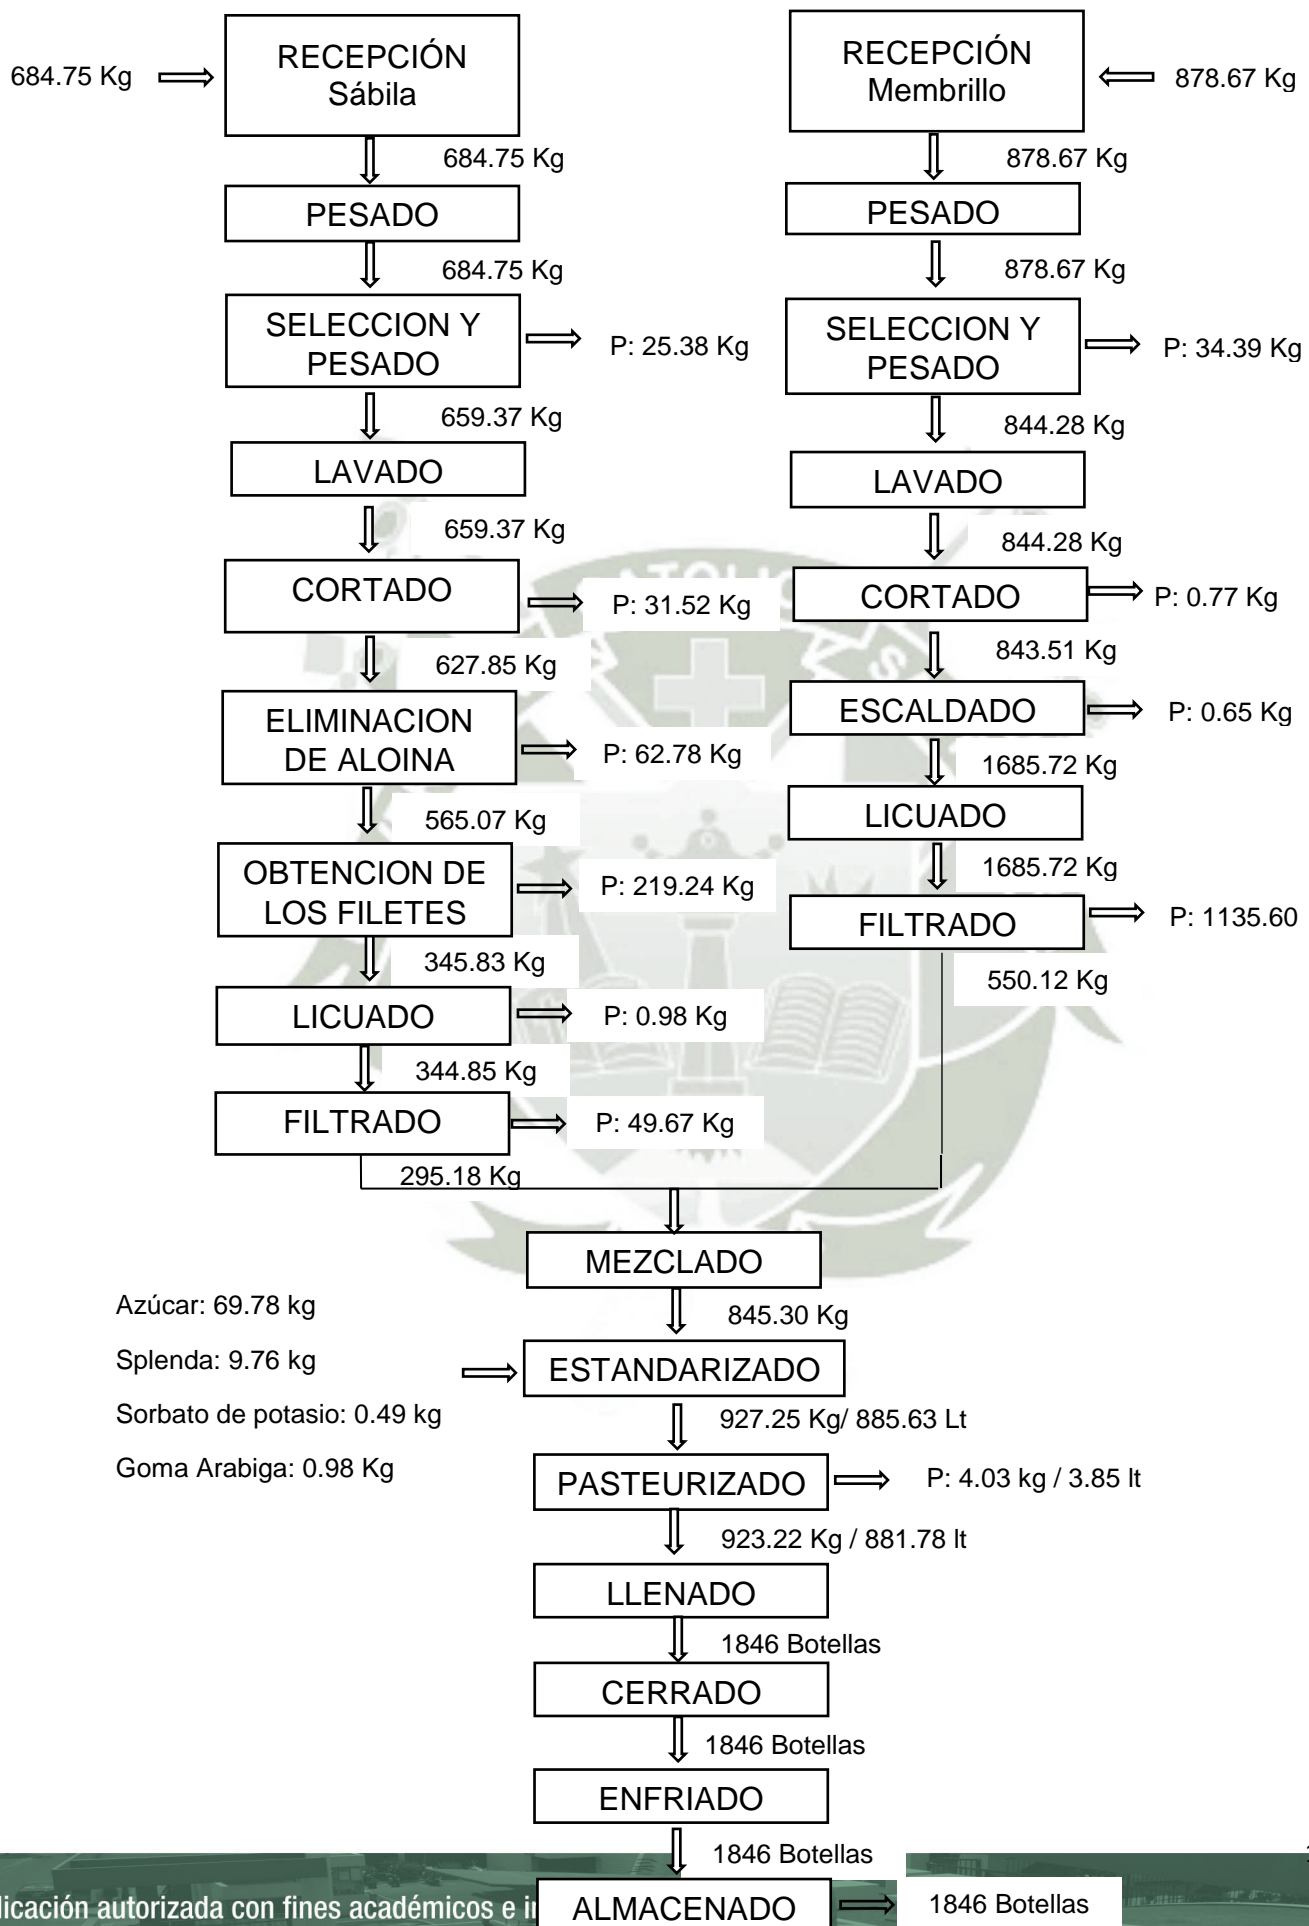 RECEPCIÓN
Sábila
684.75 Kg
684.75 Kg
PESADO
684.75 Kg
SELECCION Y
PESADO
P: 25.38 Kg
659.37 Kg
LAVADO
659.37 Kg
CORTADO
P: 31.52 Kg
627.85 Kg
ELIMINACION
DE ALOINA
P: 62.78 Kg
565.07 Kg
OBTENCION DE
LOS FILETES
P: 219.24 Kg
345.83 Kg
LICUADO
P: 0.98 Kg
344.85 Kg
FILTRADO
P: 49.67 Kg
295.18 Kg
RECEPCIÓN
Membrillo
878.67 Kg
878.67 Kg
PESADO
878.67 Kg
SELECCION Y
PESADO
P: 34.39 Kg
844.28 Kg
LAVADO
844.28 Kg
CORTADO
P: 0.77 Kg
843.51 Kg
ESCALDADO
P: 0.65 Kg
1685.72 Kg
LICUADO
1685.72 Kg
FILTRADO
P: 1135.60
550.12 Kg
MEZCLADO
845.30 Kg
Azúcar: 69.78 kg
Splenda: 9.76 kg
Sorbato de potasio: 0.49 kg
Goma Arabiga: 0.98 Kg
ESTANDARIZADO
927.25 Kg/ 885.63 Lt
PASTEURIZADO
P: 4.03 kg / 3.85 lt
923.22 Kg / 881.78 lt
LLENADO
1846 Botellas
CERRADO
1846 Botellas
ENFRIADO
1846 Botellas
ALMACENADO
1846 Botellas
autorizada con fines académicos e